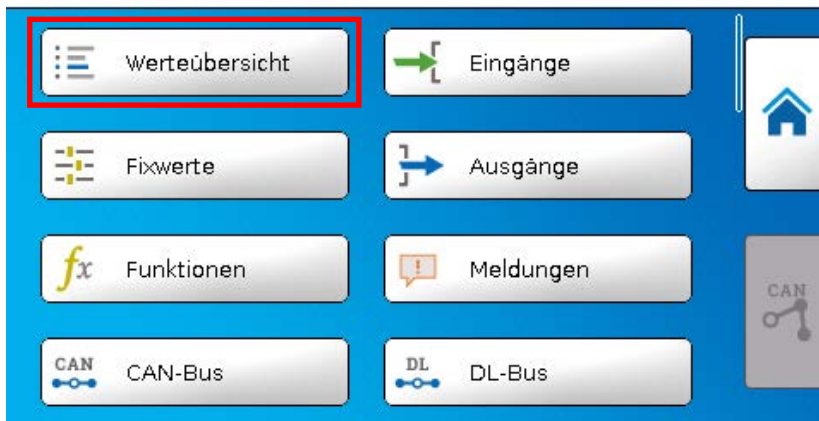 Werteübersicht
Eingänge
Fixwerte
Ausgänge
fx Funktionen
! Meldungen
CAN
CAN CAN-Bus
DL DL-Bus